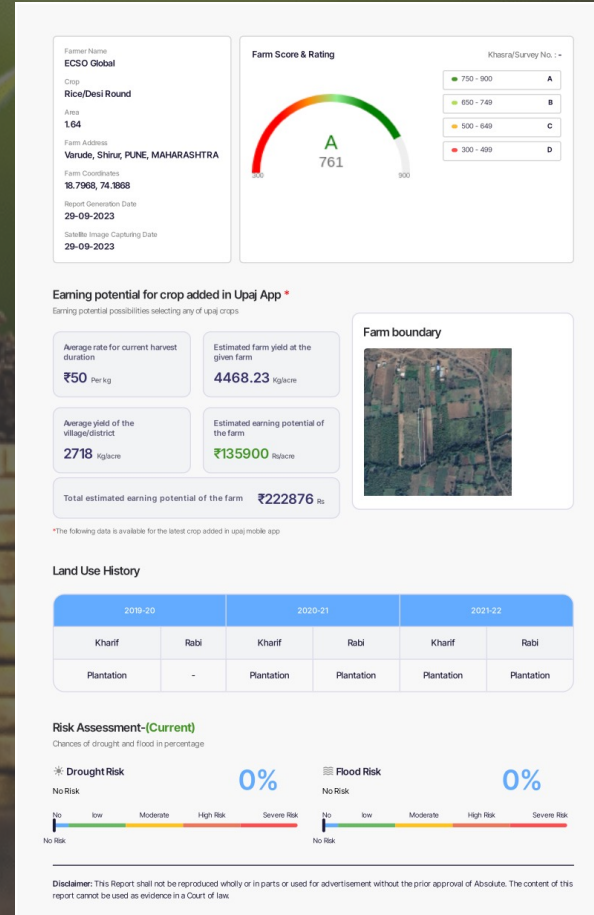 Farmer Name
ECSO Global
Crop
Rice/Desi Round
Area
1.64
Farm Address
Varude, Shirur, PUNE, MAHARASHTRA
Farm Coordinates
18.7968, 74.1868
Report Generation Date
29-09-2023
Satellite Image Capturing Date
29-09-2023
Farm Score & Rating
Khasra/Survey No. : -
A
761
300
900
750 - 900 A
650 - 749 B
500 - 649 C
300 - 499 D
Earning potential for crop added in Upaj App *
Earning potential possibilities selecting any of upaj crops
Average rate for current harvest
duration
₹50 Per kg
Estimated farm yield at the
given farm
4468.23 Kg/acre
Average yield of the
village/district
2718 Kg/acre
Estimated earning potential of
the farm
₹135900 Rs/acre
Total estimated earning potential of the farm ₹222876 Rs
*The following data is available for the latest crop added in upaj mobile app
Farm boundary
Land Use History
2019-20 2020-21 2021-22
Kharif Rabi Kharif Rabi Kharif Rabi
Plantation - Plantation Plantation Plantation Plantation
Risk Assessment-(Current)
Chances of drought and flood in percentage
Drought Risk
No Risk
0%
No low Moderate High Risk Severe Risk
No Risk
Flood Risk
No Risk
0%
No low Moderate High Risk Severe Risk
No Risk
Disclaimer: This Report shall not be reproduced wholly or in parts or used for advertisement without the prior approval of Absolute. The content of this
report cannot be used as evidence in a Court of law.